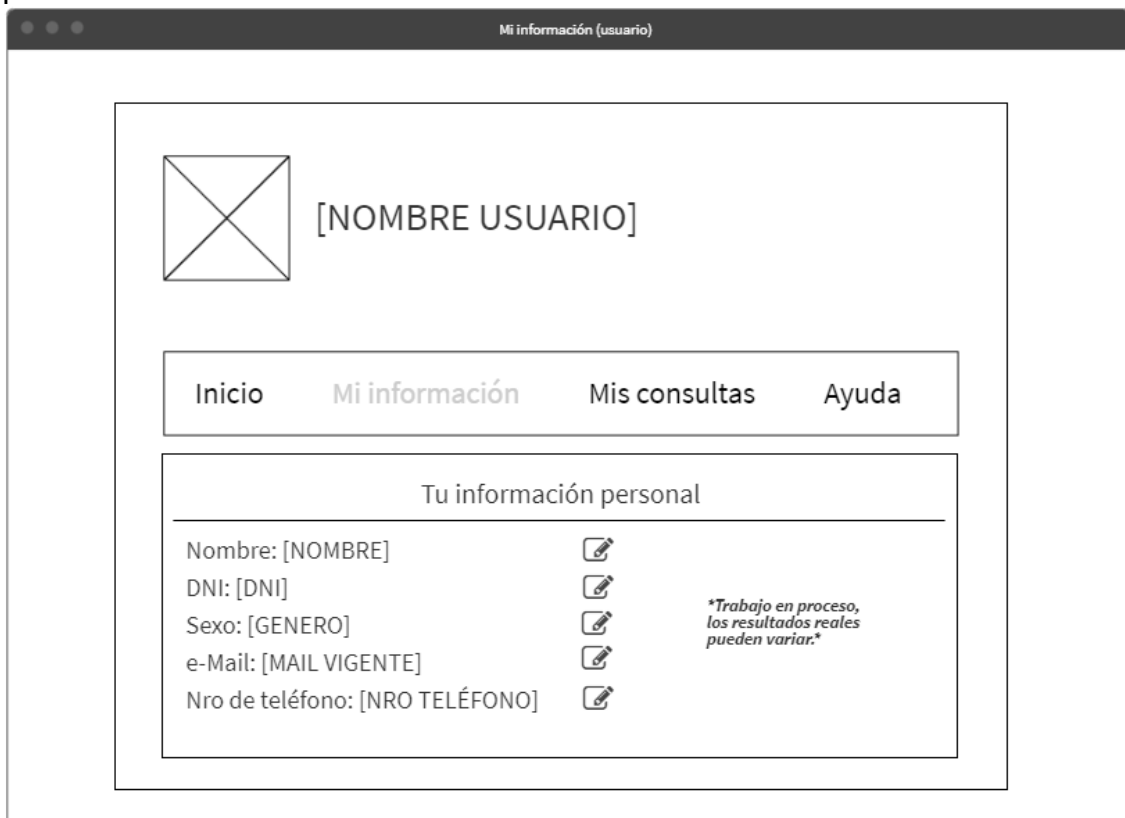 Mi información (usuario)
[NOMBRE USUARIO]
Inicio Mi información Mis consultas Ayuda
Tu información personal
Nombre: [NOMBRE]
DNI: [DNI]
Sexo: [GENERO]
e-Mail: [MAIL VIGENTE]
Nro de teléfono: [NRO TELÉFONO]
*Trabajo en proceso,
los resultados reales
pueden variar.*